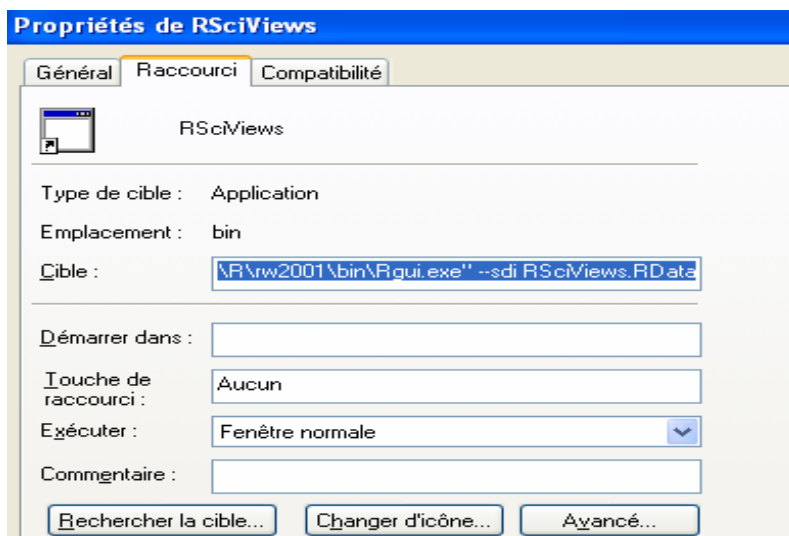 Propriétés de RSciViews
Général Raccourci Compatibilité
RSciViews
Type de cible : Application
Emplacement : bin
Cible : \R\rw2001\bin\Rgui.exe" --sdi RSciViews.RData
Démarrer dans :
Touche de
raccourci : Aucun
Exécuter : Fenêtre normale
Commentaire :
Rechercher la cible... Changer d'icône... Avancé...